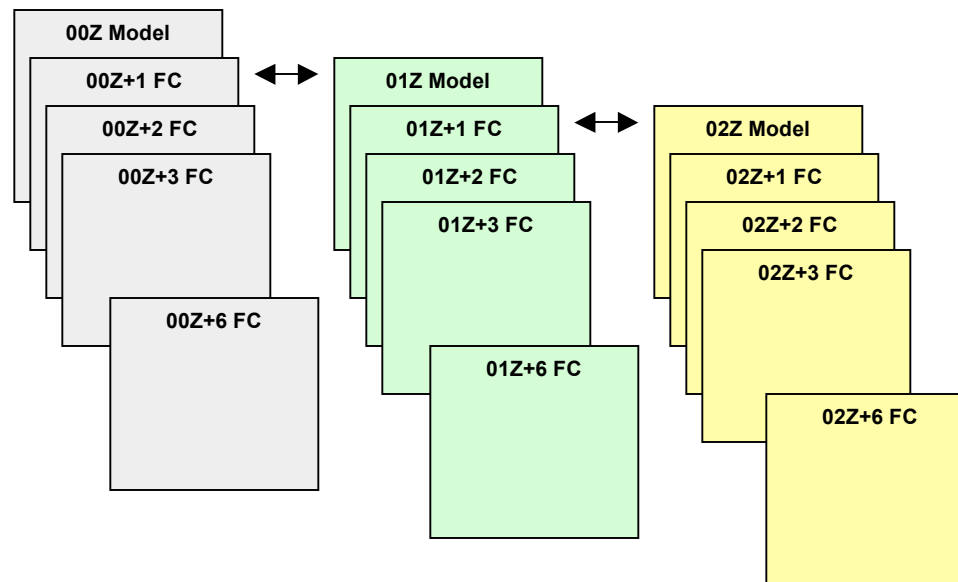 00Z Model
00Z+1 FC
00Z+2 FC
00Z+3 FC
00Z+6 FC
01Z Model
01Z+1 FC
01Z+2 FC
01Z+3 FC
01Z+6 FC
02Z Model
02Z+1 FC
02Z+2 FC
02Z+3 FC
02Z+6 FC